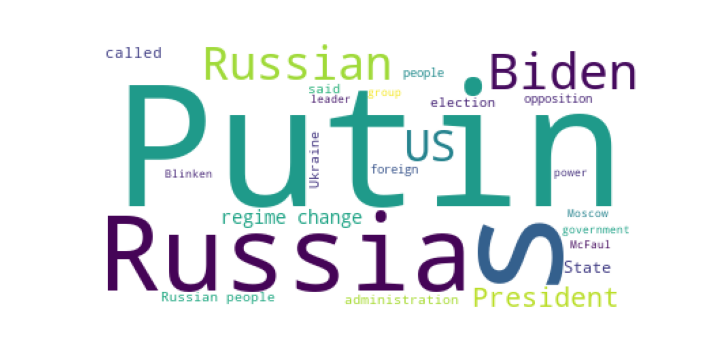 called
Russian
people
Biden
said
leader
group
election
opposition
Putin
US
Ukraine
Blinken
foreign
power
regime change
Moscow
government
Russia
S
McFaul
State
Russian people
administration
President